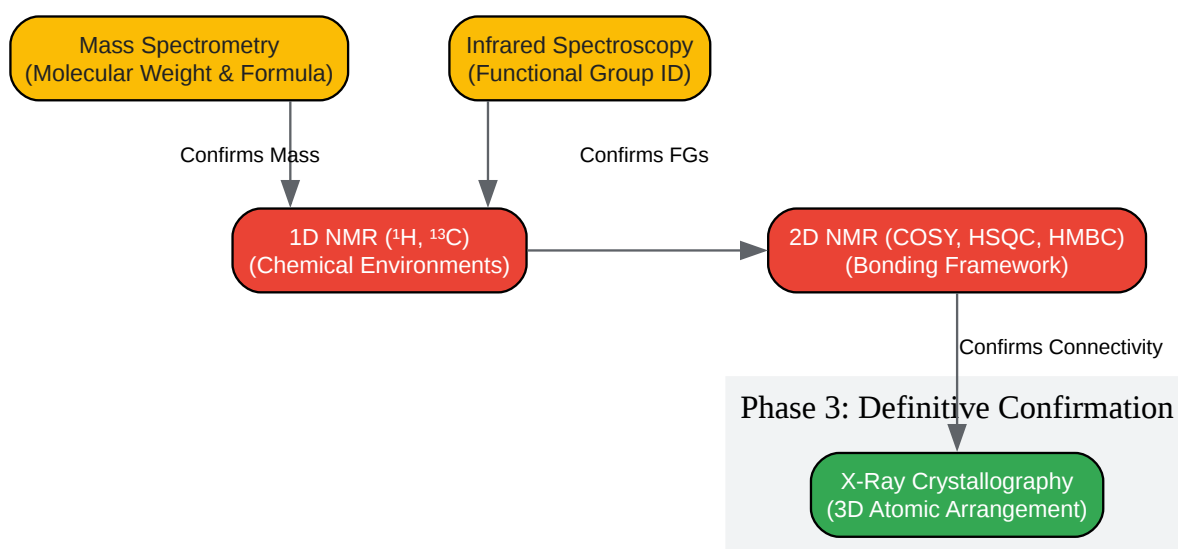 Mass Spectrometry
(Molecular Weight & Formula)
Infrared Spectroscopy
(Functional Group ID)
Confirms Mass
Confirms FGs
1D NMR (¹H, ¹³C)
(Chemical Environments)
2D NMR (COSY, HSQC, HMBC)
(Bonding Framework)
Confirms Connectivity
Phase 3: Definitive Confirmation
X-Ray Crystallography
(3D Atomic Arrangement)